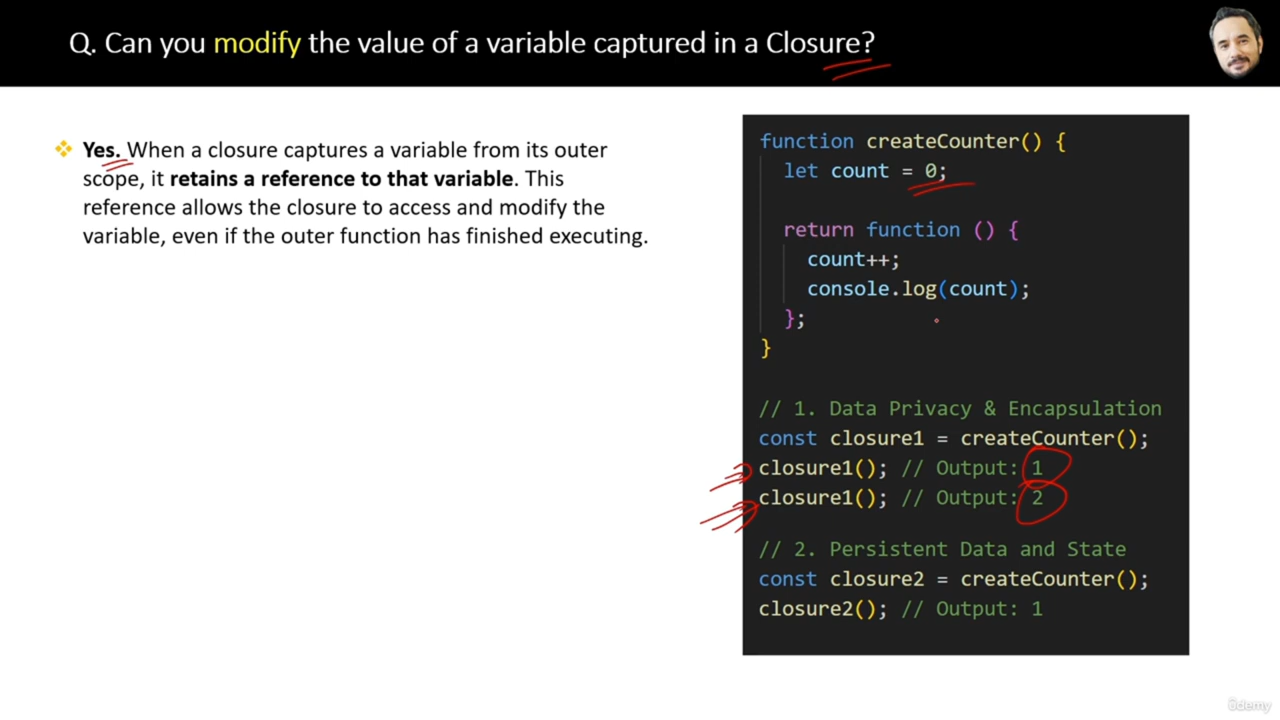 Q. Can you modify the value of a variable captured in a Closure?
Yes. When a closure captures a variable from its outer
scope, it retains a reference to that variable. This
reference allows the closure to access and modify the
variable, even if the outer function has finished executing.
function createCounter() {
let count = 0;
return function () {
count++;
console.log(count);
};
}
// 1. Data Privacy & Encapsulation
const closure1 = createCounter();
closure1(); // Output: 1
closure1(); // Output: 2
// 2. Persistent Data and State
const closure2 = createCounter();
closure2(); // Output: 1
ûdemy